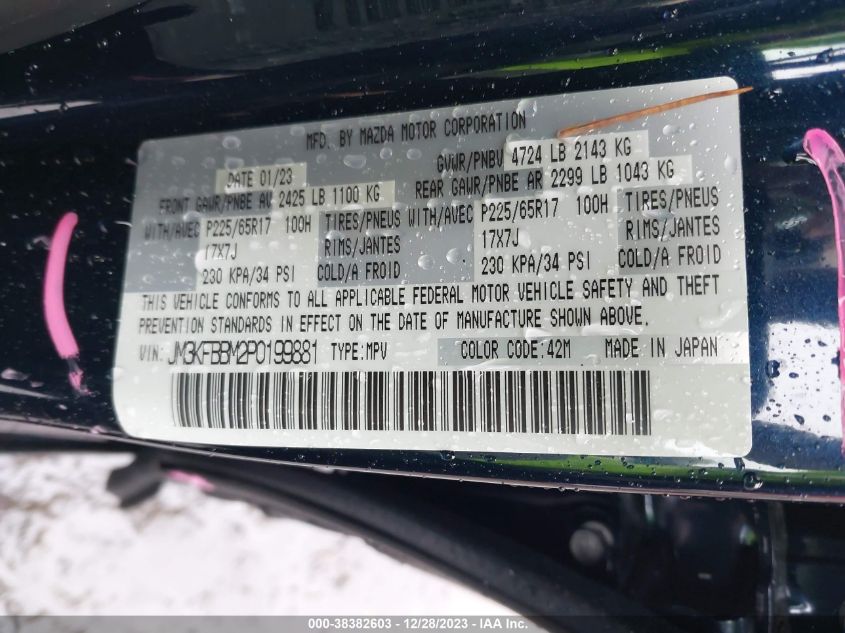 MFD. BY MAZDA MOTOR CORPORATION
DATE 01/23 GVWR/PNBV 4724 LB 2143 KG
FRONT GAWR/PNBE AV 2425 LB 1100 KG REAR GAWR/PNBE AR 2299 LB 1043 KG
WITH/AVEC P225/65R17 100H TIRES/PNEUS WITH/AVEC P225/65R17 100H TIRES/PNEUS
17X7J RIMS/JANTES 17X7J RIMS/JANTES
230 KPA/34 PSI COLD/A FROID 230 KPA/34 PSI COLD/A FROID
THIS VEHICLE CONFORMS TO ALL APPLICABLE FEDERAL MOTOR VEHICLE SAFETY AND THEFT
PREVENTION STANDARDS IN EFFECT ON THE DATE OF MANUFACTURE SHOWN ABOVE.
VIN: JM3KFBBM2P0199881 TYPE:MPV COLOR CODE:42M MADE IN JAPAN
000-38382603 - 12/28/2023 - IAA Inc.